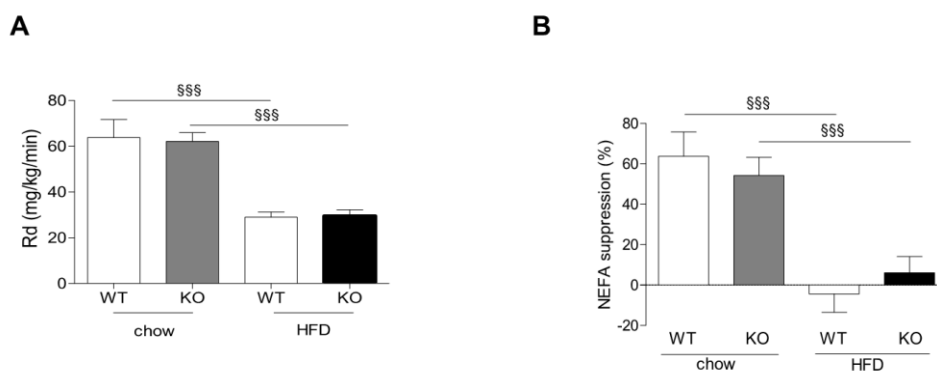 A
§§§
§§§
80
60
40
20
0
Rd (mg/kg/min)
WT KO WT KO
chow HFD
B
§§§
§§§
80
60
40
20
0
-20
NEFA suppression (%)
WT KO WT KO
chow HFD